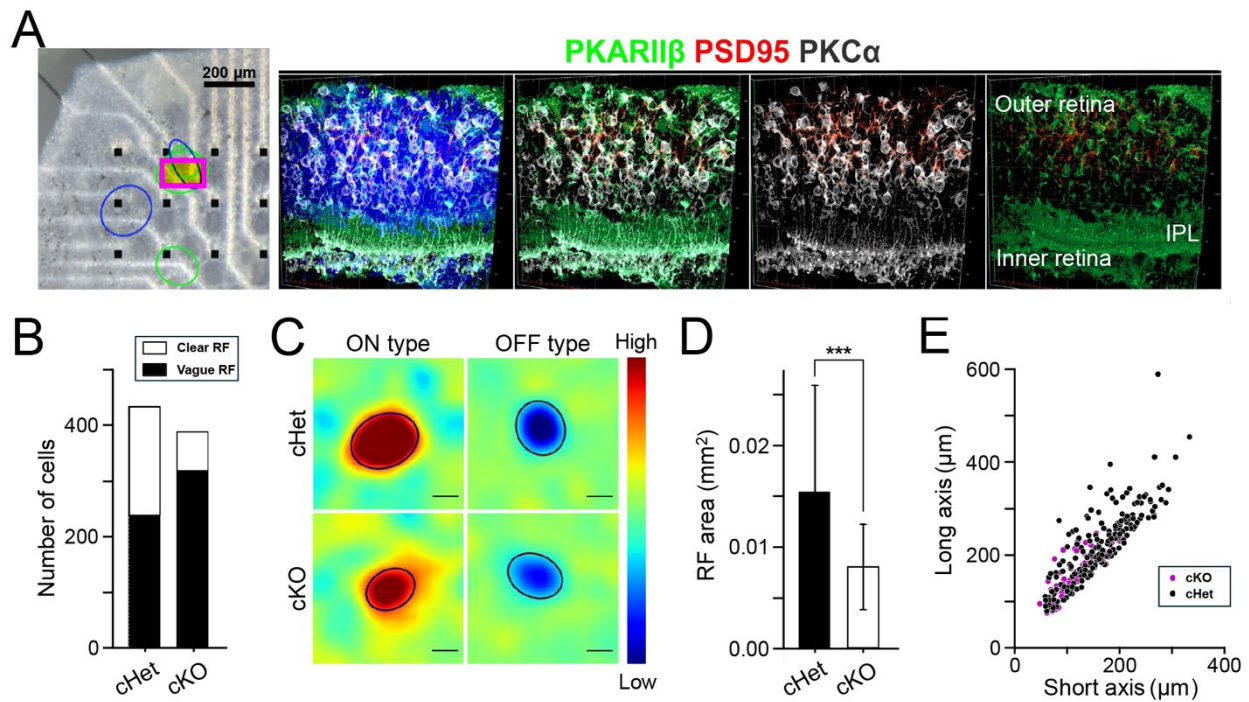 A
200 µm
PKARIIβ PSD95 PKCα
Outer retina
IPL
Inner retina
B
Clear RF
Vague RF
Number of cells
400
200
0
cHet
cKO
C
ON type
OFF type
cHet
cKO
High
Low
D
***
RF area (mm²)
0.02
0.01
0.00
cHet
cKO
E
Long axis (µm)
600
400
200
0
0
200
400
Short axis (µm)
cKO
cHet